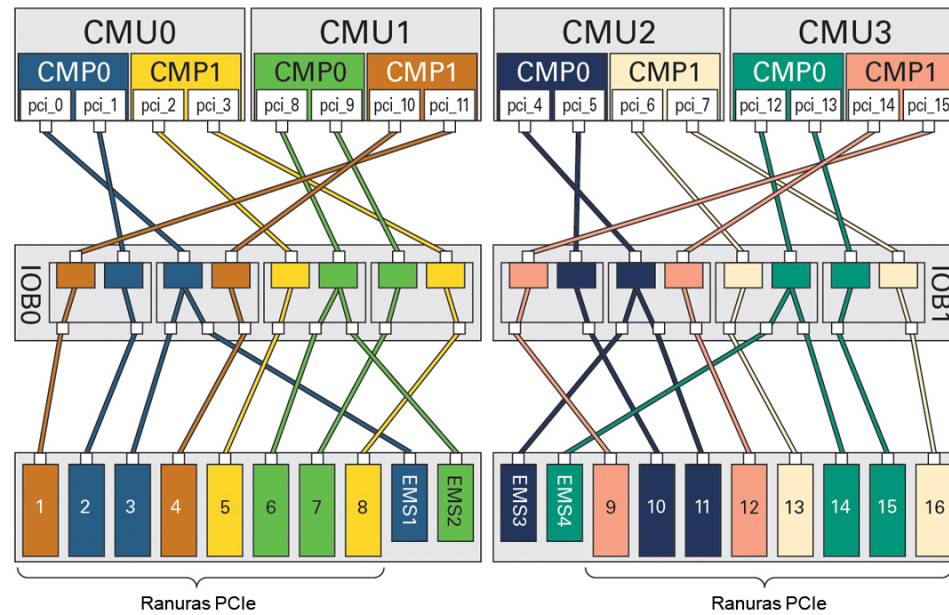 CMU0 CMU1 CMU2 CMU3
CMP0 CMP1 CMP0 CMP1 CMP0 CMP1 CMP0 CMP1
pci_0 pci_1 pci_2 pci_3 pci_8 pci_9 pci_10 pci_11 pci_4 pci_5 pci_6 pci_7 pci_12 pci_13 pci_14 pci_15
IOB0 IOB1
1 2 3 4 5 6 7 8 EMS1 EMS2 EMS3 EMS4 9 10 11 12 13 14 15 16
Ranuras PCIe Ranuras PCIe